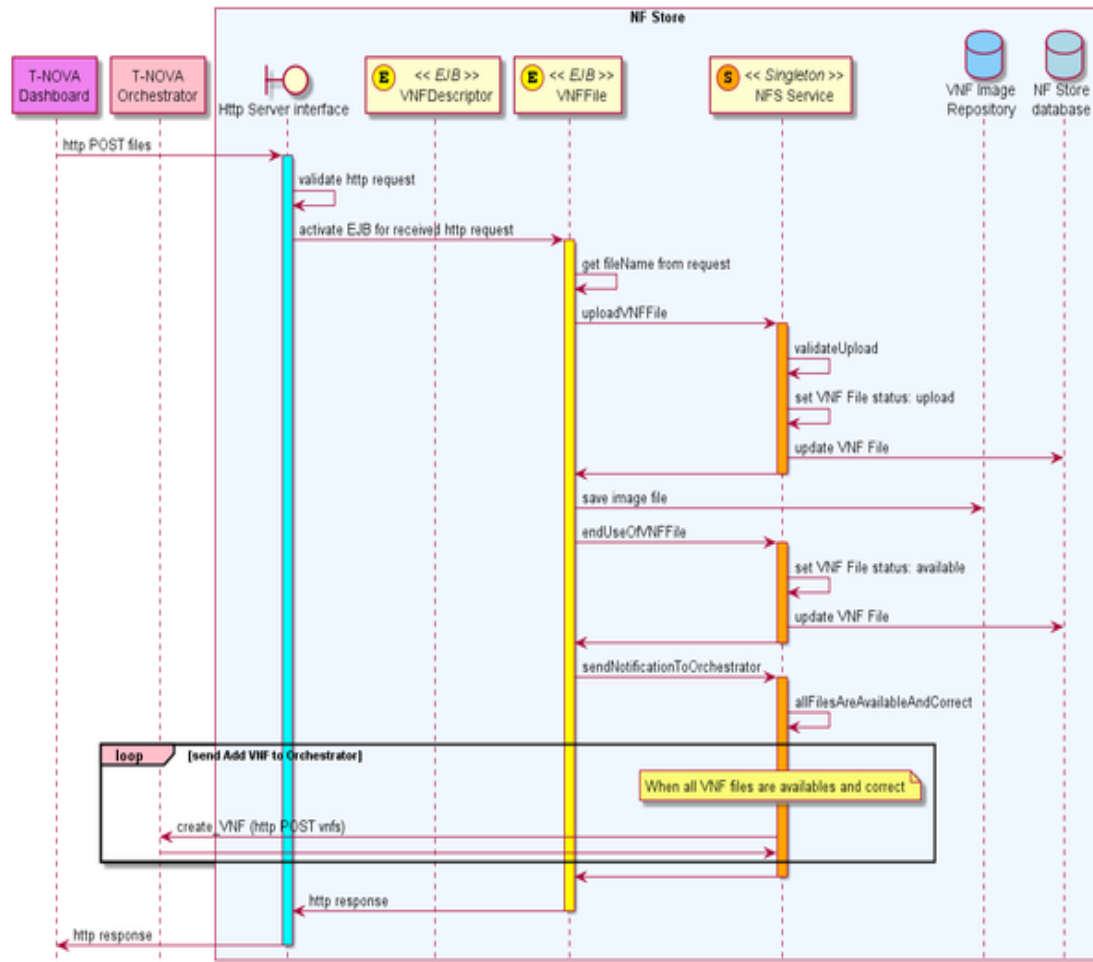 NF Store
T-NOVA
Dashboard
T-NOVA
Orchestrator
Http Server interface
E
<< EJB >>
VNFDescriptor
E
<< EJB >>
VNFFile
S
<< Singleton >>
NFS Service
VNF Image
Repository
NF Store
database
http POST files
validate http request
activate EJB for received http request
get fileName from request
uploadVNFFile
validateUpload
set VNF File status: upload
update VNF File
save image file
endUseOfVNFFile
set VNF File status: available
update VNF File
sendNotificationToOrchestrator
allFilesAreAvailableAndCorrect
loop
[send Add VNF to Orchestrator]
When all VNF files are availables and correct
create_VNF (http POST vnfs)
http response
http response